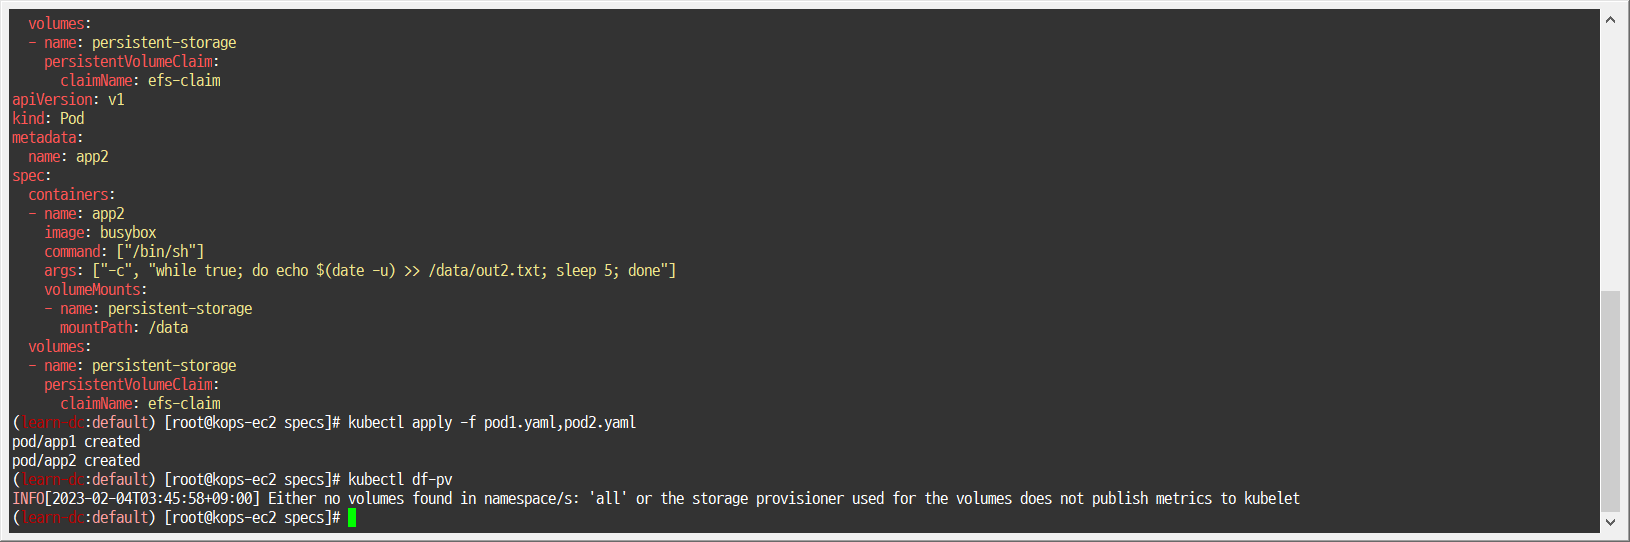 volumes:
  - name: persistent-storage
    persistentVolumeClaim:
      claimName: efs-claim
apiVersion: v1
kind: Pod
metadata:
  name: app2
spec:
  containers:
  - name: app2
    image: busybox
    command: ["/bin/sh"]
    args: ["-c", "while true; do echo $(date -u) >> /data/out2.txt; sleep 5; done"]
    volumeMounts:
    - name: persistent-storage
      mountPath: /data
  volumes:
  - name: persistent-storage
    persistentVolumeClaim:
      claimName: efs-claim
(learn-dc:default) [root@kops-ec2 specs]# kubectl apply -f pod1.yaml,pod2.yaml
pod/app1 created
pod/app2 created
(learn-dc:default) [root@kops-ec2 specs]# kubectl df-pv
INFO[2023-02-04T03:45:58+09:00] Either no volumes found in namespace/s: 'all' or the storage provisioner used for the volumes does not publish metrics to kubelet
(learn-dc:default) [root@kops-ec2 specs]#